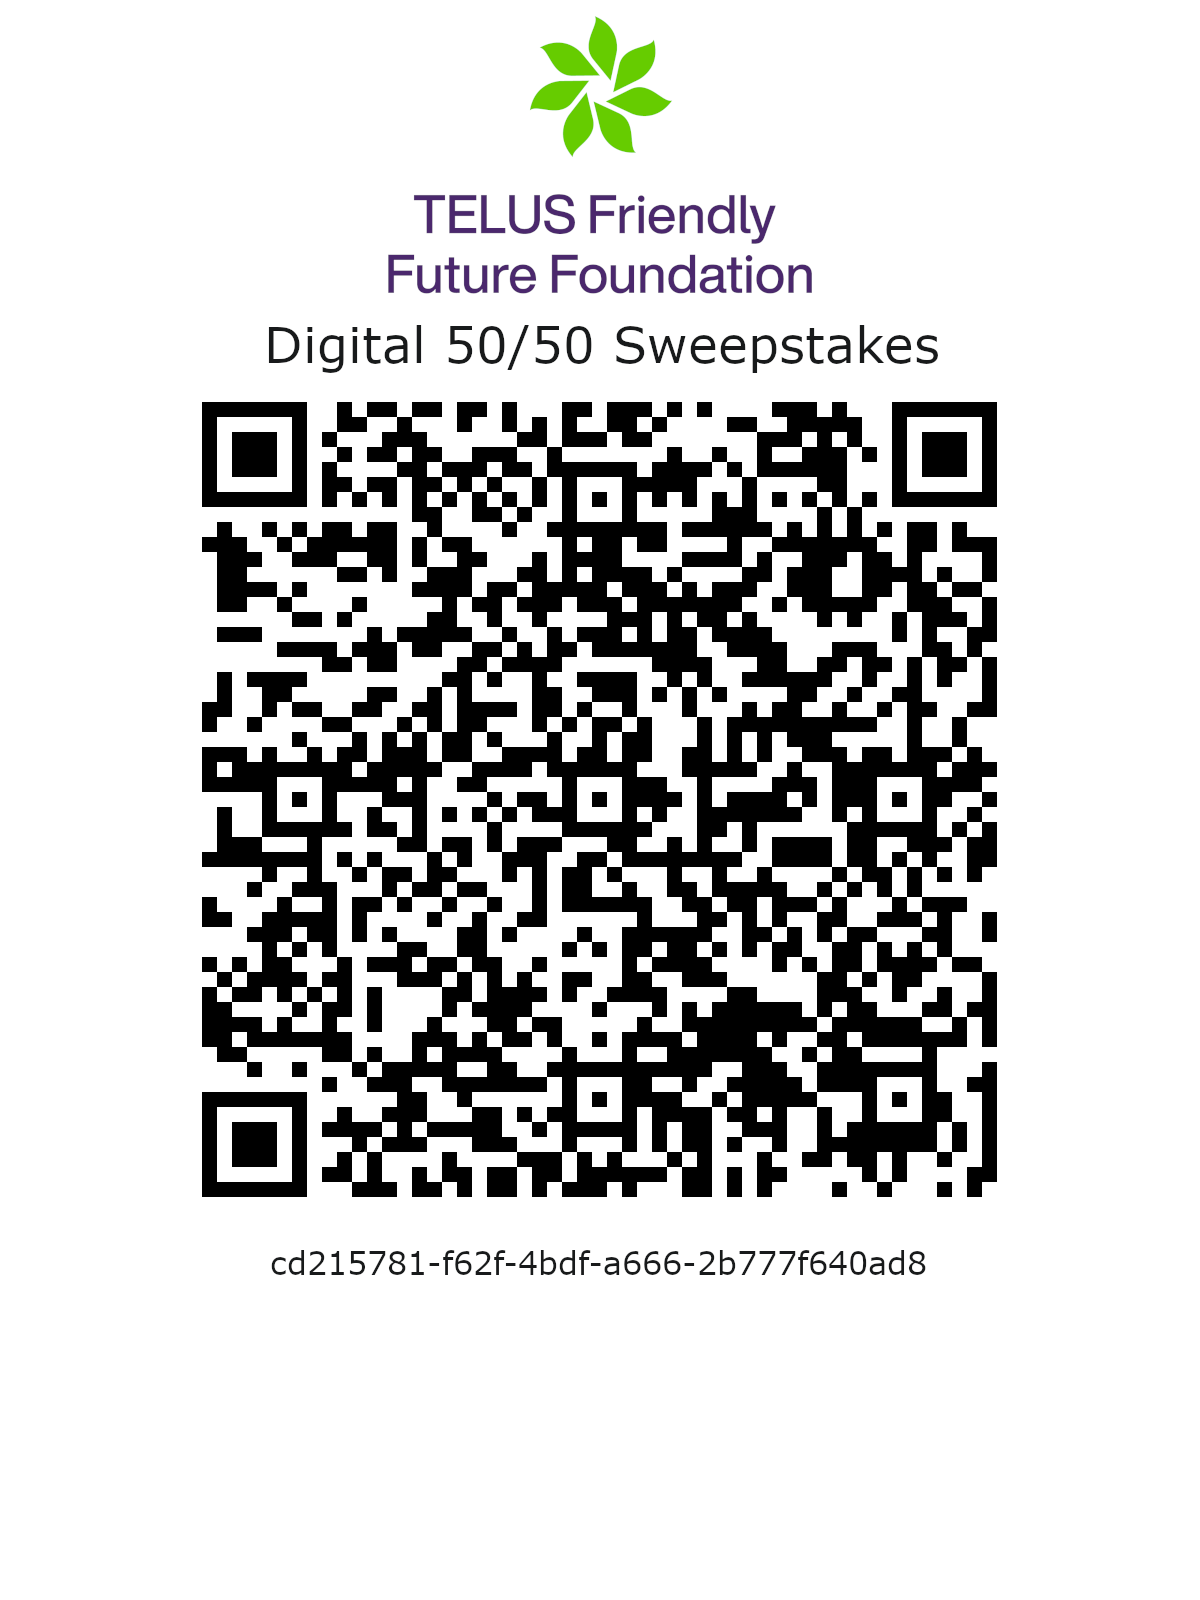 TELUS Friendly
Future Foundation
Digital 50/50 Sweepstakes
cd215781-f62f-4bdf-a666-2b777f640ad8